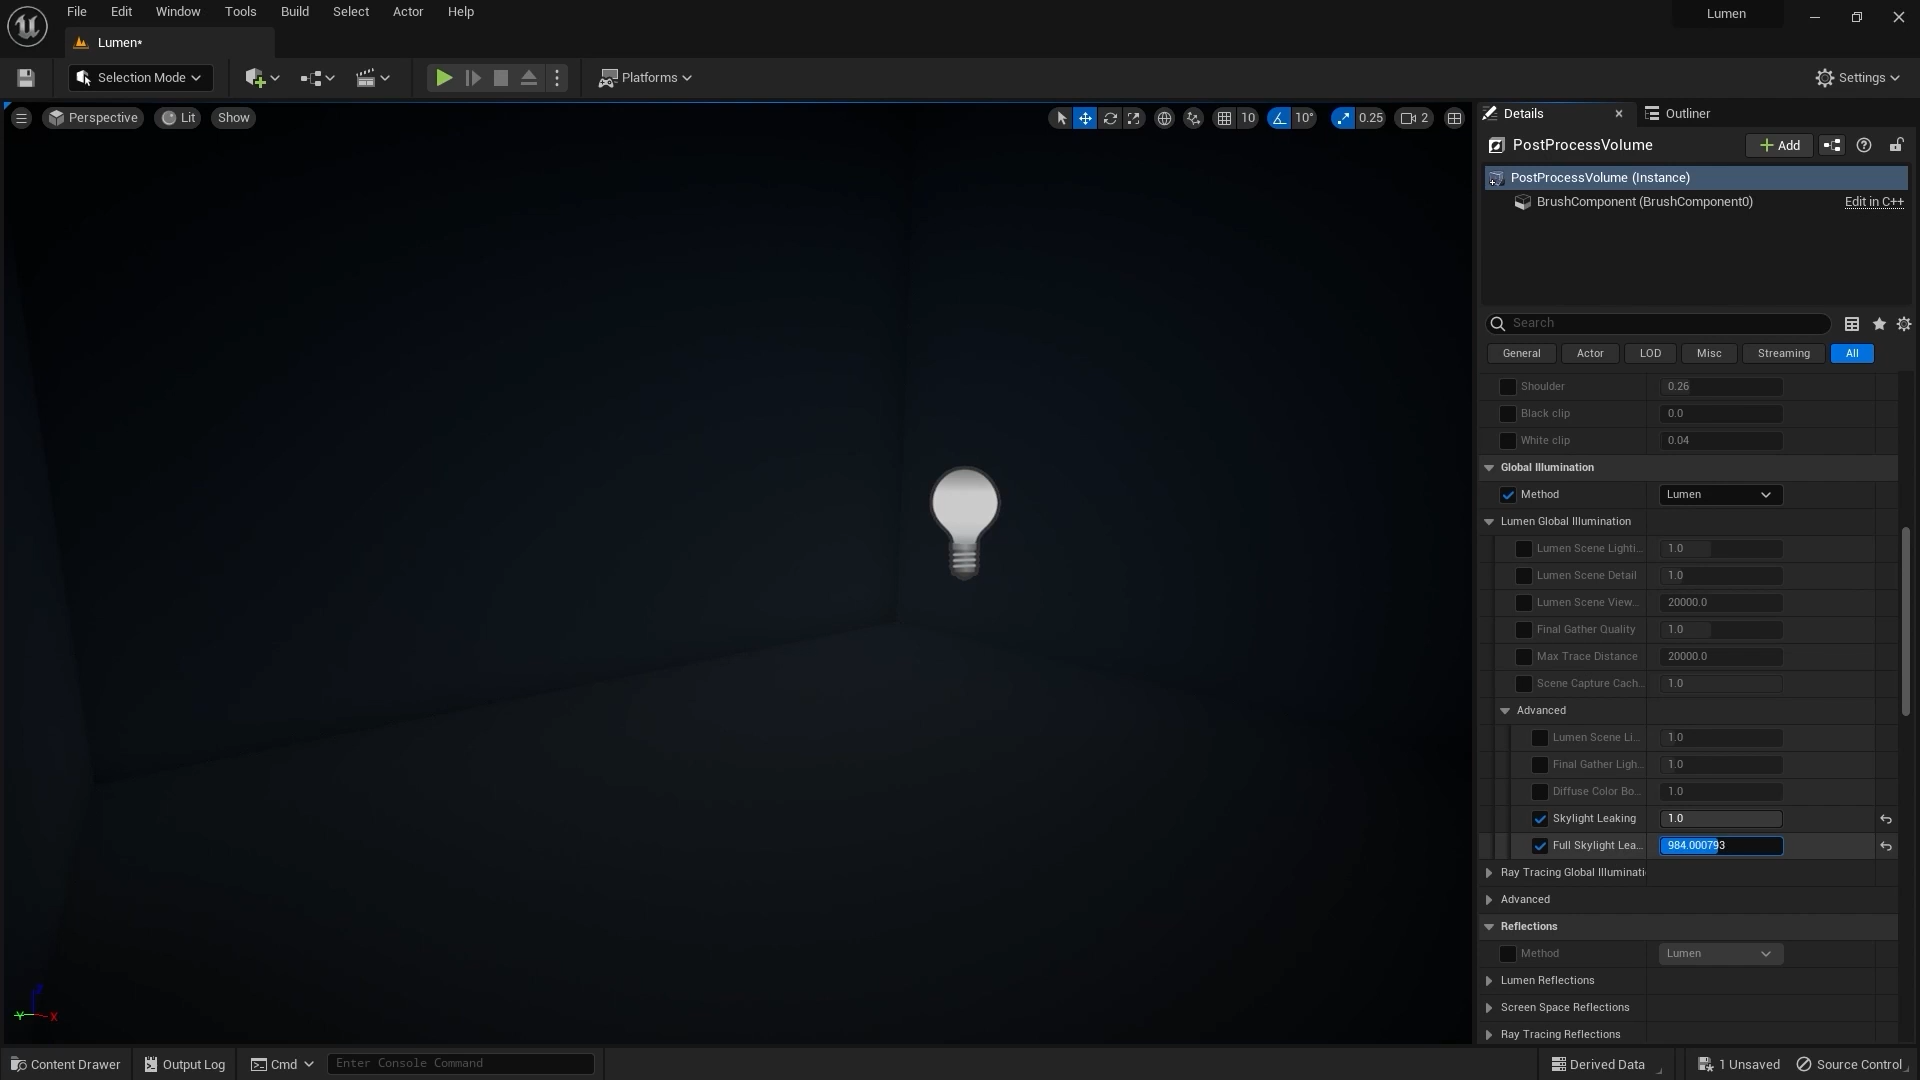 File Edit Window Tools Build Select Actor Help
Lumen
Lumen*
Selection Mode
Platforms
Settings
Perspective
Lit
Show
10
10°
0.25
2
Details
Outliner
PostProcessVolume
Add
PostProcessVolume (Instance)
BrushComponent (BrushComponent0)
Edit in C++
Search
General Actor LOD Misc Streaming All
Shoulder 0.26
Black clip 0.0
White clip 0.04
Global Illumination
Method Lumen
Lumen Global Illumination
Lumen Scene Lighti... 1.0
Lumen Scene Detail 1.0
Lumen Scene View... 20000.0
Final Gather Quality 1.0
Max Trace Distance 20000.0
Scene Capture Cach... 1.0
Advanced
Lumen Scene Li... 1.0
Final Gather Ligh... 1.0
Diffuse Color Bo... 1.0
Skylight Leaking 1.0
Full Skylight Lea... 984.000793
Ray Tracing Global Illuminati
Advanced
Reflections
Method Lumen
Lumen Reflections
Screen Space Reflections
Ray Tracing Reflections
Y X
Content Drawer
Output Log
Cmd
Enter Console Command
Derived Data
1 Unsaved
Source Control